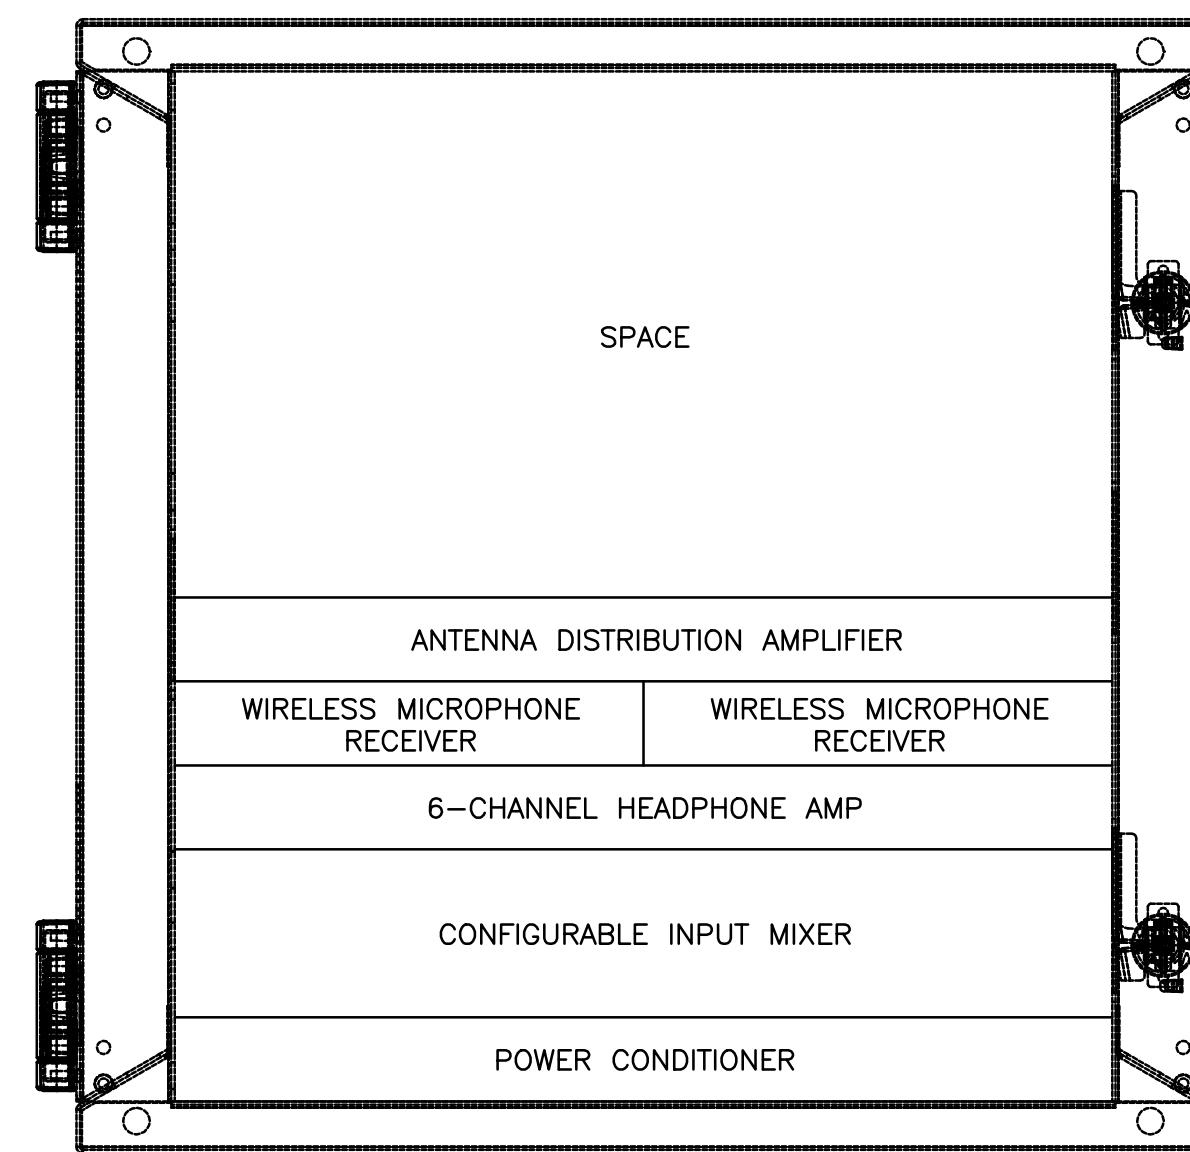 SPACE
ANTENNA DISTRIBUTION AMPLIFIER
WIRELESS MICROPHONE
RECEIVER
WIRELESS MICROPHONE
RECEIVER
6-CHANNEL HEADPHONE AMP
CONFIGURABLE INPUT MIXER
POWER CONDITIONER